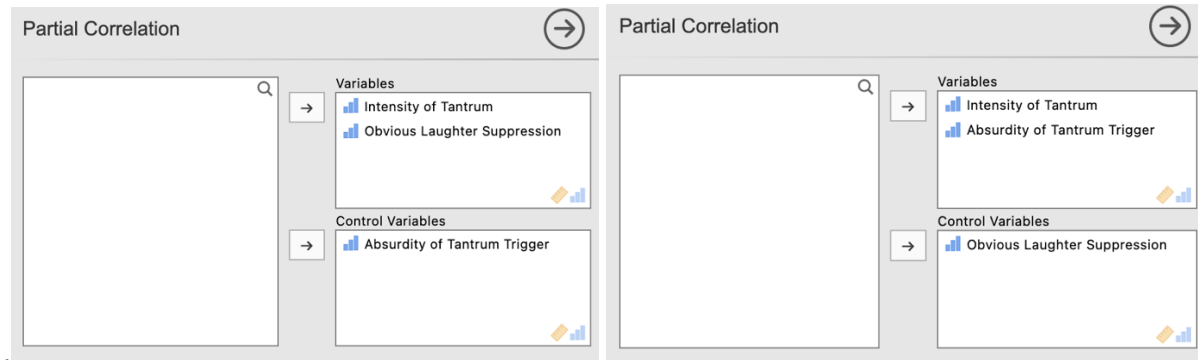 Partial Correlation
Variables
Intensity of Tantrum
Obvious Laughter Suppression
Control Variables
Absurdity of Tantrum Trigger
Partial Correlation
Variables
Intensity of Tantrum
Absurdity of Tantrum Trigger
Control Variables
Obvious Laughter Suppression